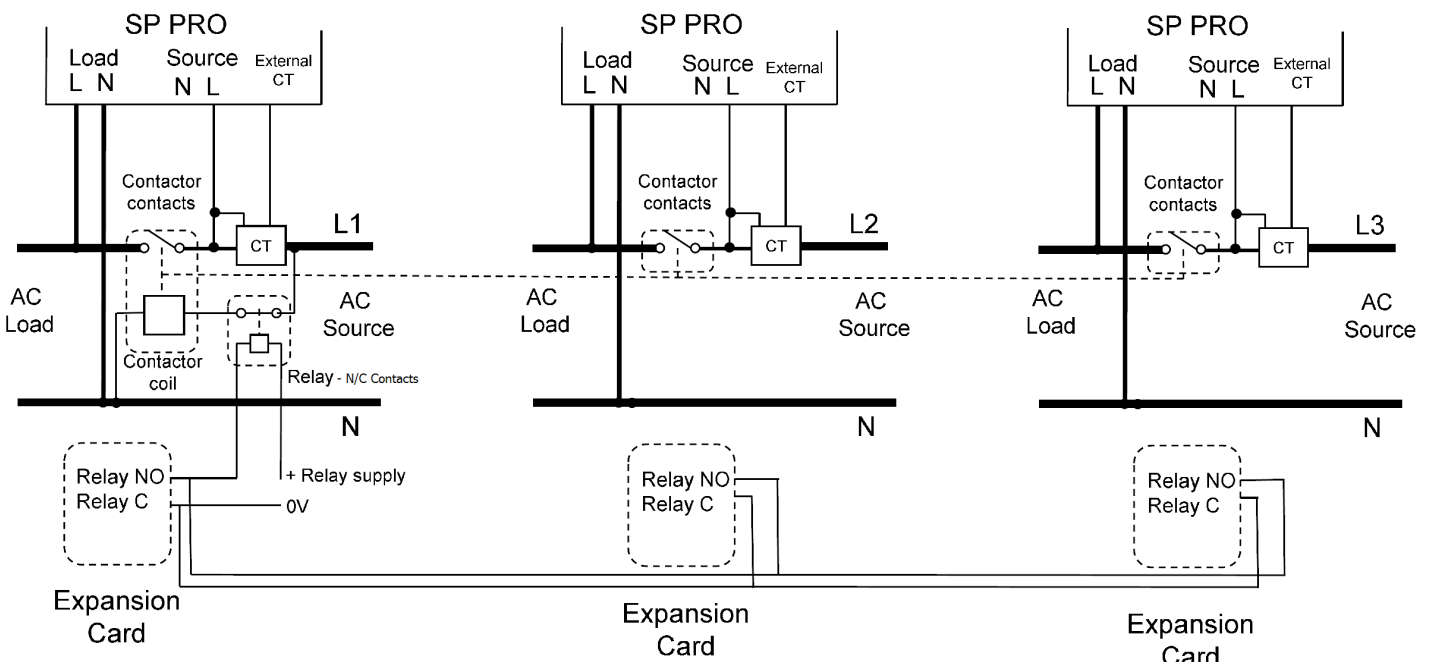 SP PRO
Load
Source
External
CT
L N
N L
Contactor
contacts
CT
L1
AC
Load
AC
Source
Contactor
coil
Relay - N/C Contacts
N
Relay NO
Relay C
+ Relay supply
0V
Expansion
Card
SP PRO
Load
Source
External
CT
L N
N L
Contactor
contacts
CT
L2
AC
Load
AC
Source
N
Relay NO
Relay C
Expansion
Card
SP PRO
Load
Source
External
CT
L N
N L
Contactor
contacts
CT
L3
AC
Load
AC
Source
N
Relay NO
Relay C
Expansion
Card